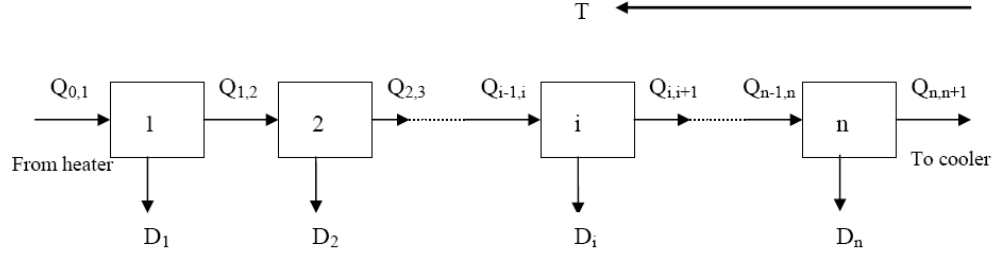 T
Q0,1 Q1,2 Q2,3 Qi-1,i Qi,i+1 Qn-1,n Qn,n+1
1 2 i n
From heater To cooler
D1 D2 Di Dn